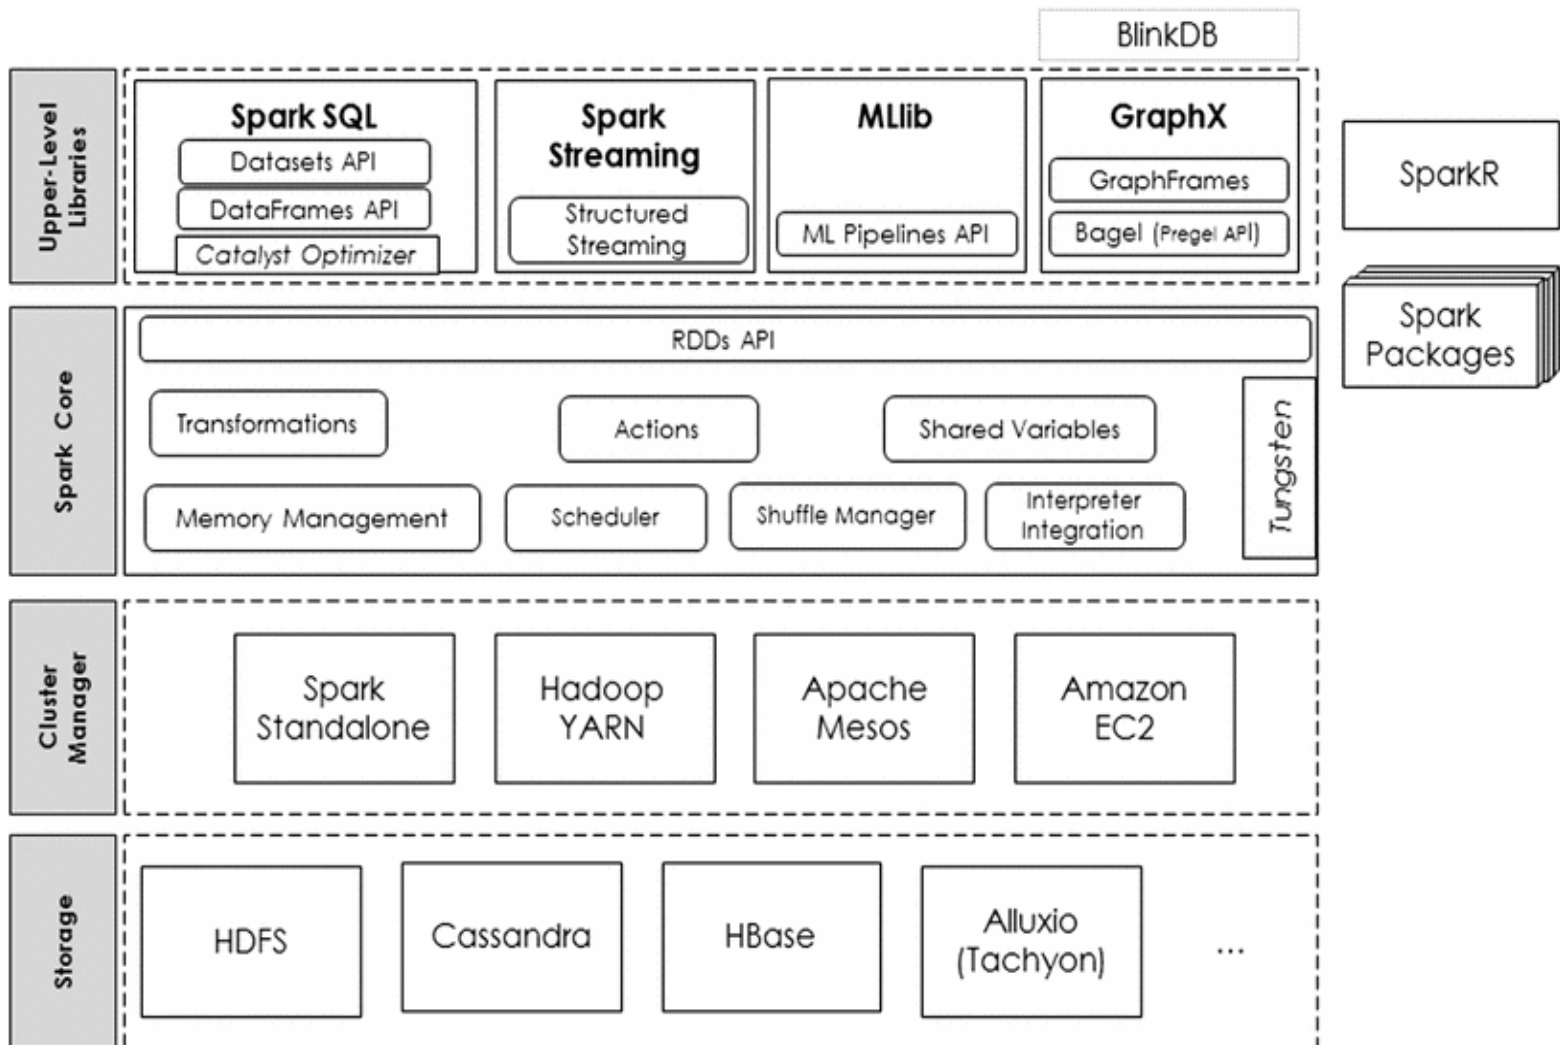 BlinkDB
Upper-Level
Libraries
Spark SQL
Datasets API
DataFrames API
Catalyst Optimizer
Spark
Streaming
Structured
Streaming
MLlib
ML Pipelines API
GraphX
GraphFrames
Bagel (Pregel API)
SparkR
Spark
Packages
Spark Core
RDDs API
Transformations
Actions
Shared Variables
Memory Management
Scheduler
Shuffle Manager
Interpreter
Integration
Tungsten
Cluster
Manager
Spark
Standalone
Hadoop
YARN
Apache
Mesos
Amazon
EC2
Storage
HDFS
Cassandra
HBase
Alluxio
(Tachyon)
...